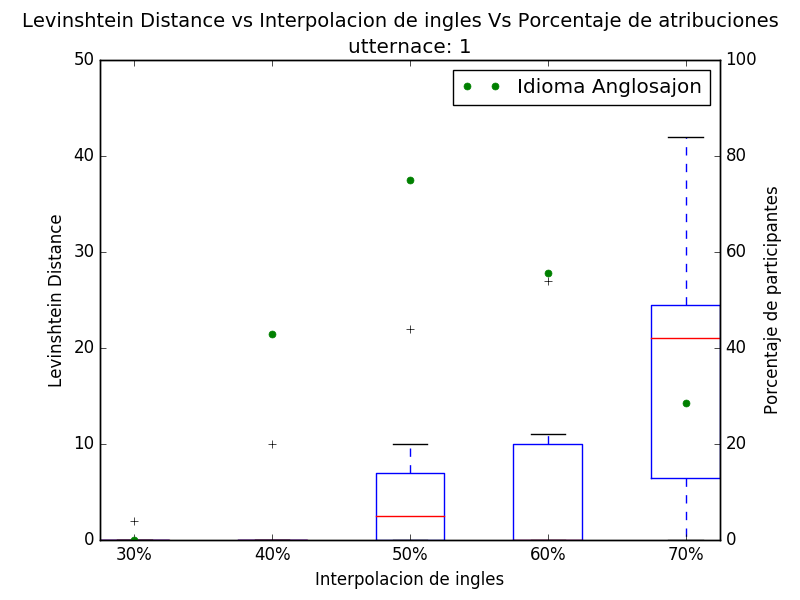 Levinshtein Distance vs Interpolacion de ingles Vs Porcentaje de atribuciones
utternace: 1
Idioma Anglosajon
50
40
30
20
10
0
Levinshtein Distance
100
80
60
40
20
0
Porcentaje de participantes
30% 40% 50% 60% 70%
Interpolacion de ingles